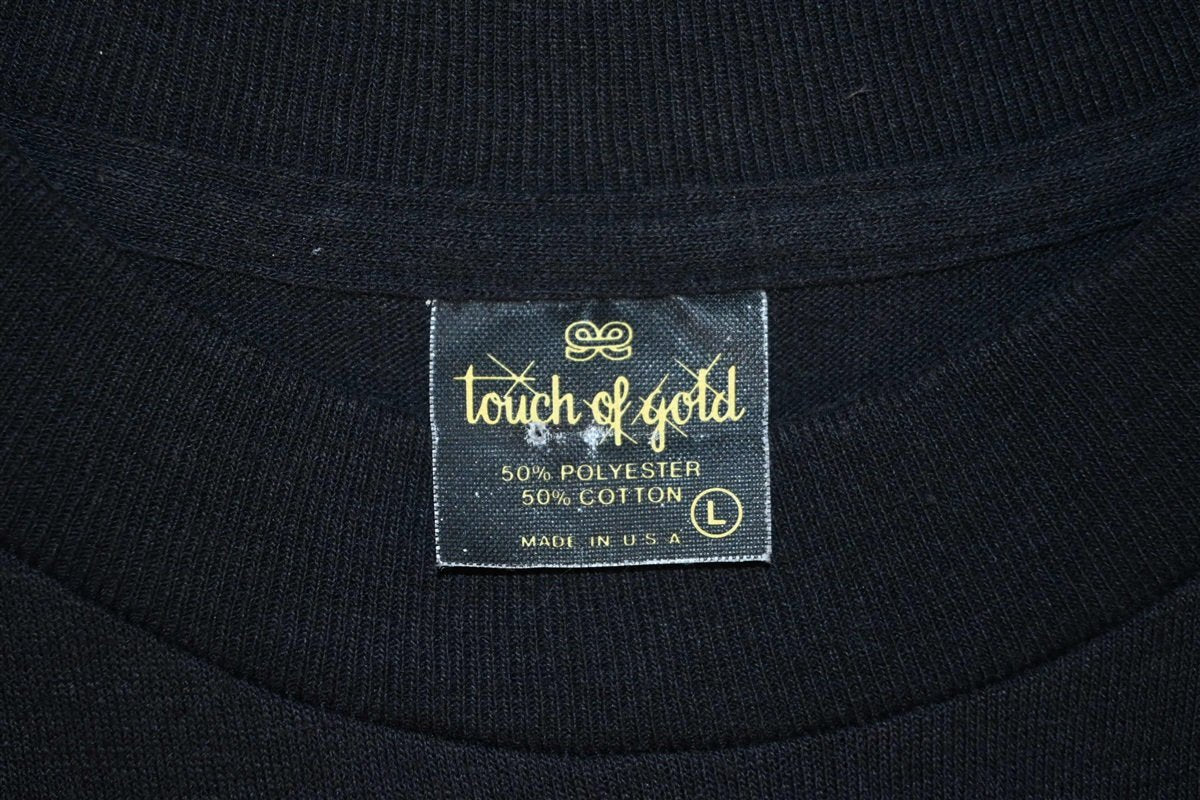 touch of gold
50% POLYESTER
50% COTTON
L
MADE IN U S A